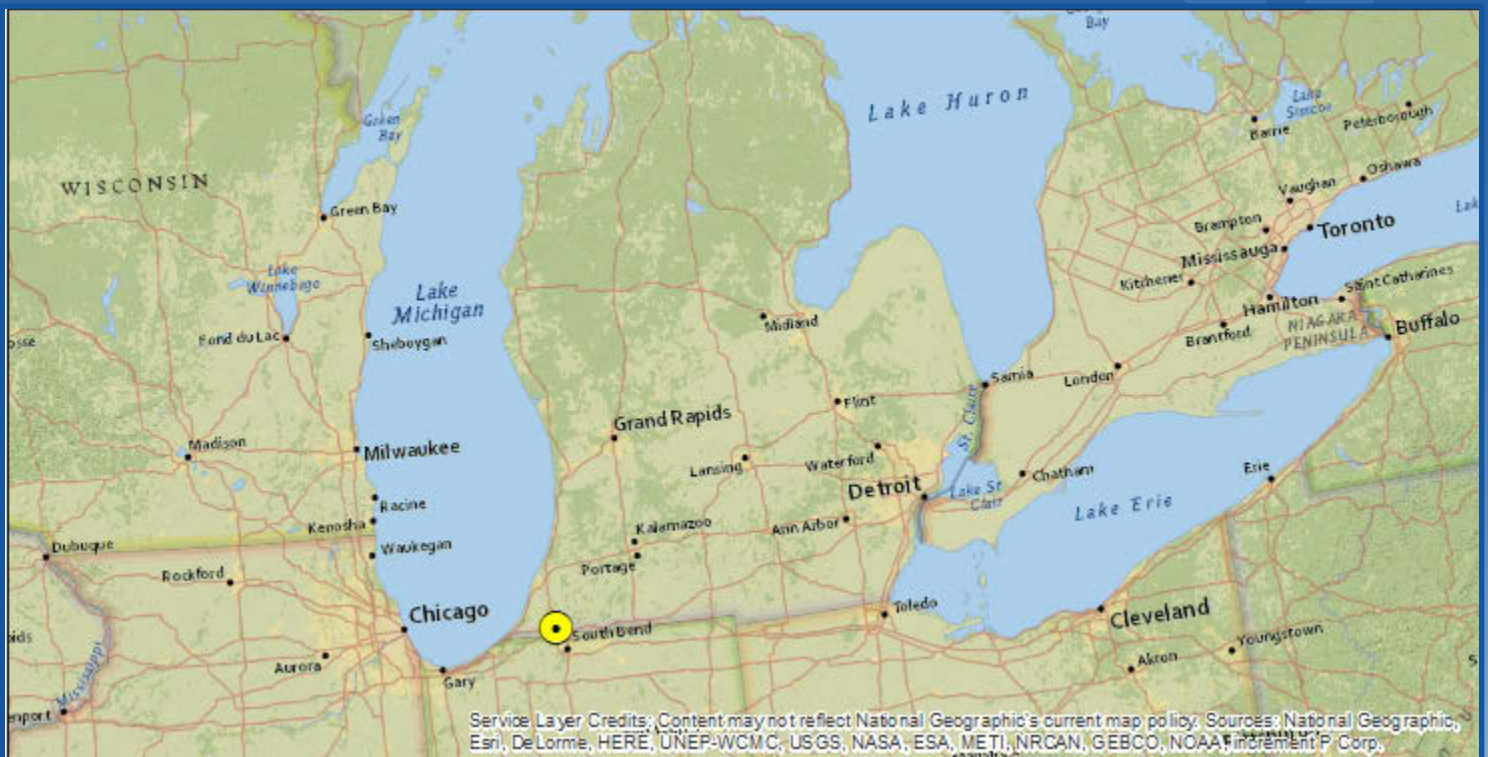 Bay
Lake Huron
Lake
Simcoe
Peterborough
Barrie
Green
Bay
WISCONSIN
Oshawa
Vaughan
Green Bay
Brampton
Toronto
Mississauga
Lake
Winnebago
Kitchener
Saint Catharines
Lake
Michigan
Hamilton
NIAGARA
PENINSULA
Buffalo
Midland
Brantford
Fond du Lac
Sheboygan
London
Sarnia
Flint
St. Clair
Grand Rapids
Madison
Milwaukee
Lansing
Waterford
Erie
Chatham
Detroit
Lake St
Clair
Lake Erie
Racine
Kenosha
Kalamazoo
Ann Arbor
Dubuque
Waukegan
Portage
Rockford
Chicago
Toledo
Cleveland
South Bend
Youngstown
Aurora
Akron
Gary
Mississippi
Service Layer Credits: Content may not reflect National Geographic's current map policy. Sources: National Geographic,
Esri, DeLorme, HERE, UNEP-WCMC, USGS, NASA, ESA, METI, NRCAN, GEBCO, NOAA, increment P Corp.